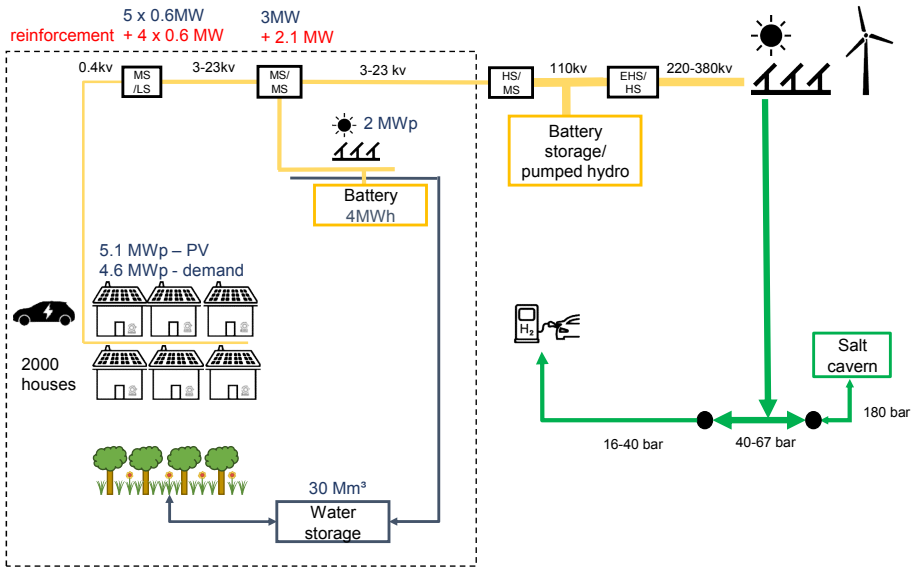 5 x 0.6MW
3MW
reinforcement + 4 x 0.6 MW
+ 2.1 MW
0.4kv
MS
/LS
3-23kv
MS/
MS
3-23 kv
HS/
MS
110kv
EHS/
HS
220-380kv
2 MWp
Battery
storage/
pumped hydro
Battery
4MWh
5.1 MWp – PV
4.6 MWp - demand
2000
houses
H2
Salt
cavern
180 bar
16-40 bar
40-67 bar
30 Mm³
Water
storage